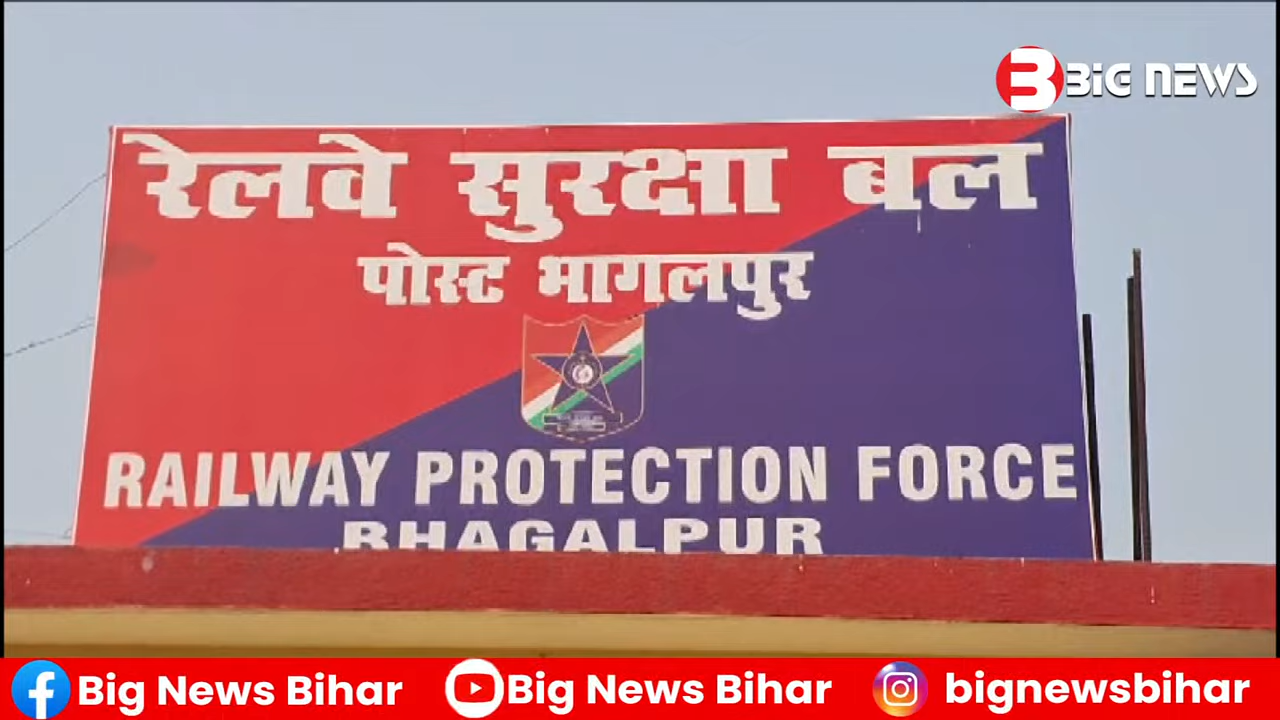 BiG NEWS
रेलवे सुरक्षा बल
पोस्ट भागलपुर
RAILWAY PROTECTION FORCE
BHAGALPUR
Big News Bihar Big News Bihar bignewsbihar